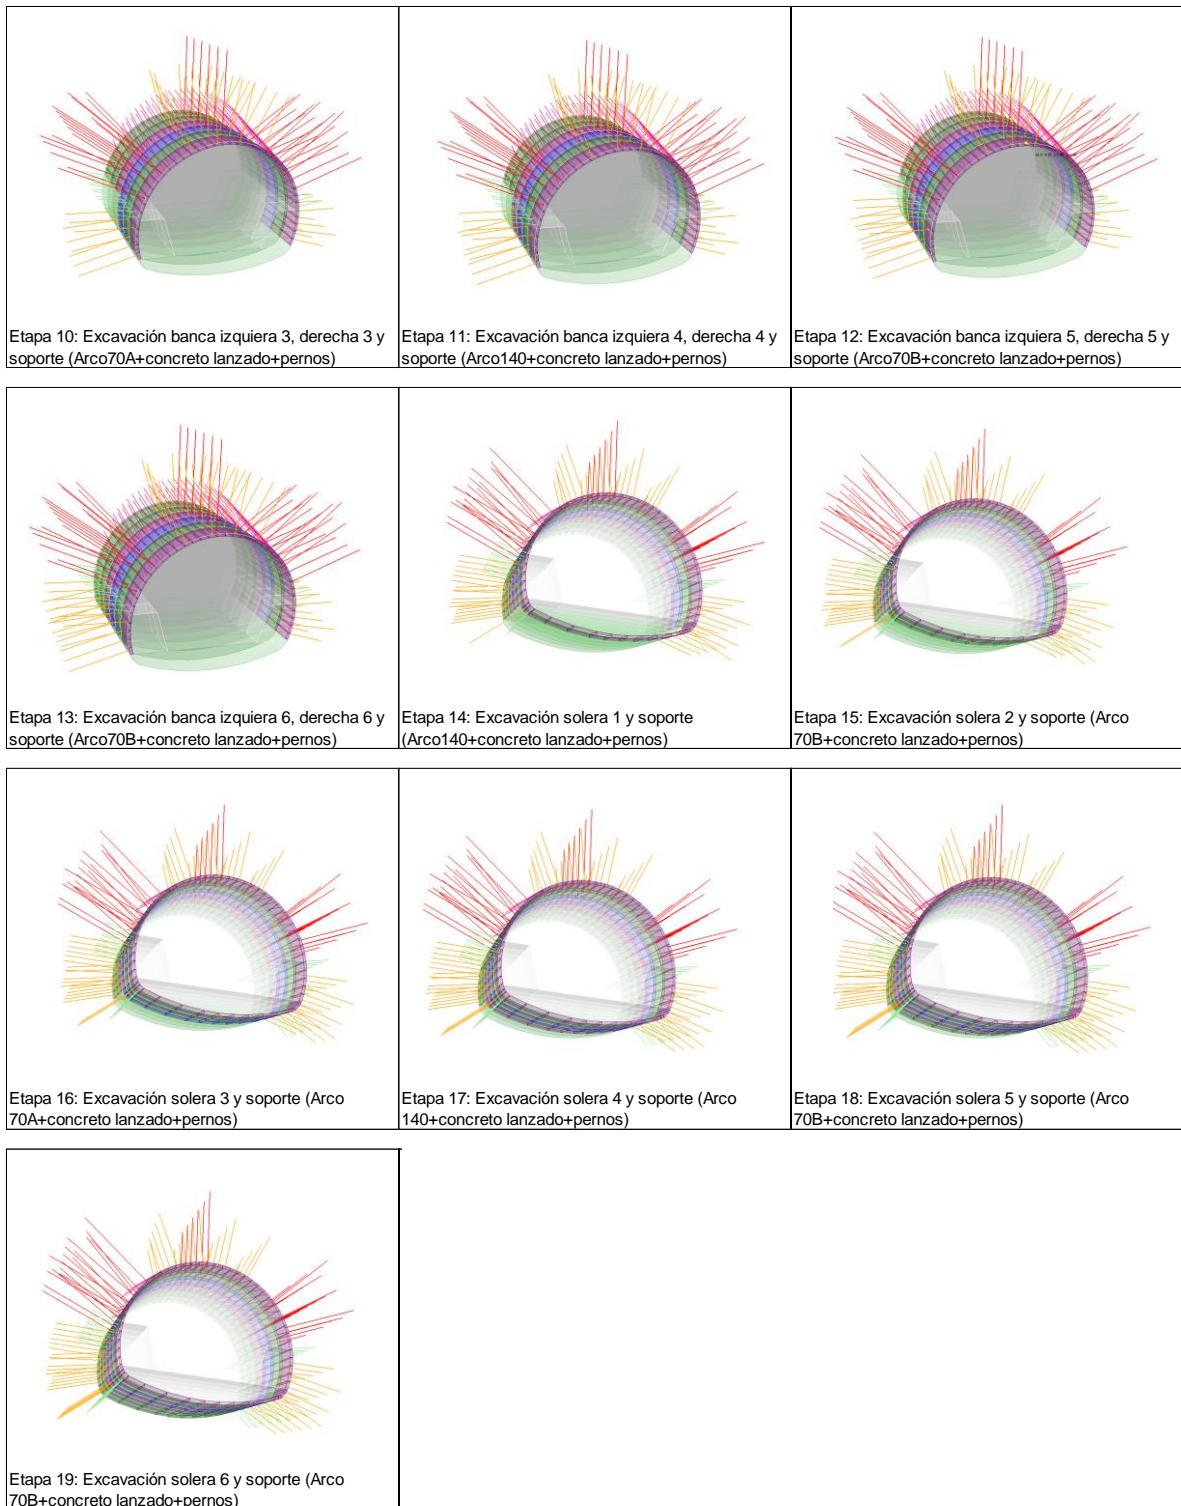 Etapa 10: Excavación banca izquiera 3, derecha 3 y
soporte (Arco70A+concreto lanzado+pernos)
Etapa 11: Excavación banca izquiera 4, derecha 4 y
soporte (Arco140+concreto lanzado+pernos)
Etapa 12: Excavación banca izquiera 5, derecha 5 y
soporte (Arco70B+concreto lanzado+pernos)
Etapa 13: Excavación banca izquiera 6, derecha 6 y
soporte (Arco70B+concreto lanzado+pernos)
Etapa 14: Excavación solera 1 y soporte
(Arco140+concreto lanzado+pernos)
Etapa 15: Excavación solera 2 y soporte (Arco
70B+concreto lanzado+pernos)
Etapa 16: Excavación solera 3 y soporte (Arco
70A+concreto lanzado+pernos)
Etapa 17: Excavación solera 4 y soporte (Arco
140+concreto lanzado+pernos)
Etapa 18: Excavación solera 5 y soporte (Arco
70B+concreto lanzado+pernos)
Etapa 19: Excavación solera 6 y soporte (Arco
70B+concreto lanzado+pernos)